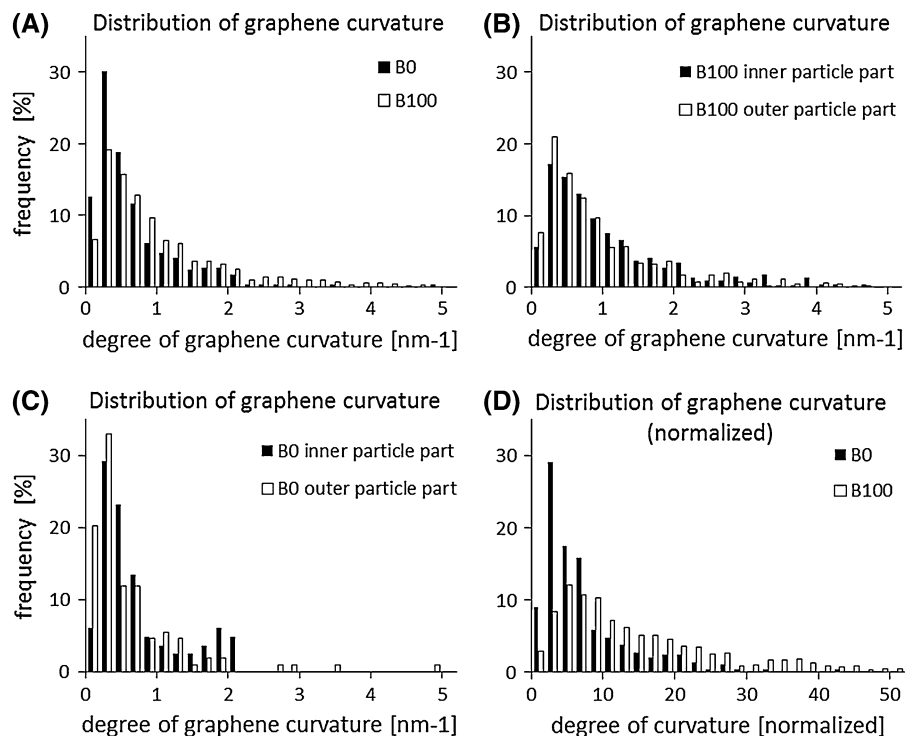 (A) Distribution of graphene curvature
B0
B100
frequency [%]
30
20
10
0
0 1 2 3 4 5
degree of graphene curvature [nm-1]
(B) Distribution of graphene curvature
B100 inner particle part
B100 outer particle part
30
20
10
0
0 1 2 3 4 5
degree of graphene curvature [nm-1]
(C) Distribution of graphene curvature
B0 inner particle part
B0 outer particle part
frequency [%]
30
20
10
0
0 1 2 3 4 5
degree of graphene curvature [nm-1]
(D) Distribution of graphene curvature
(normalized)
B0
B100
30
20
10
0
0 10 20 30 40 50
degree of curvature [normalized]